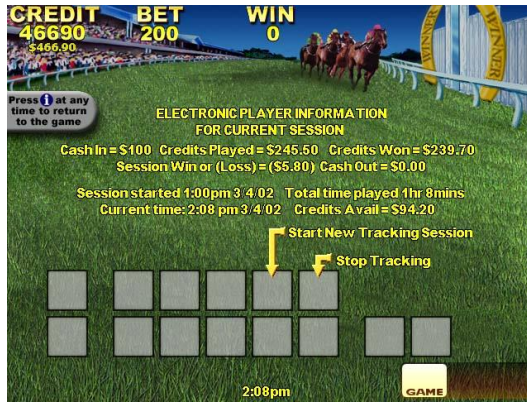 CREDIT BET WIN
46690 200 0
$466.90
WINNER WINNER
Press i at any
time to return
to the game
ELECTRONIC PLAYER INFORMATION
FOR CURRENT SESSION
Cash In = $100 Credits Played = $245.50 Credits Won = $239.70
Session Win or (Loss) = ($5.80) Cash Out = $0.00
Session started 1:00pm 3/4/02 Total time played 1hr 8mins
Current time: 2:08 pm 3/4/02 Credits Avail = $94.20
Start New Tracking Session
Stop Tracking
2:08pm
GAME